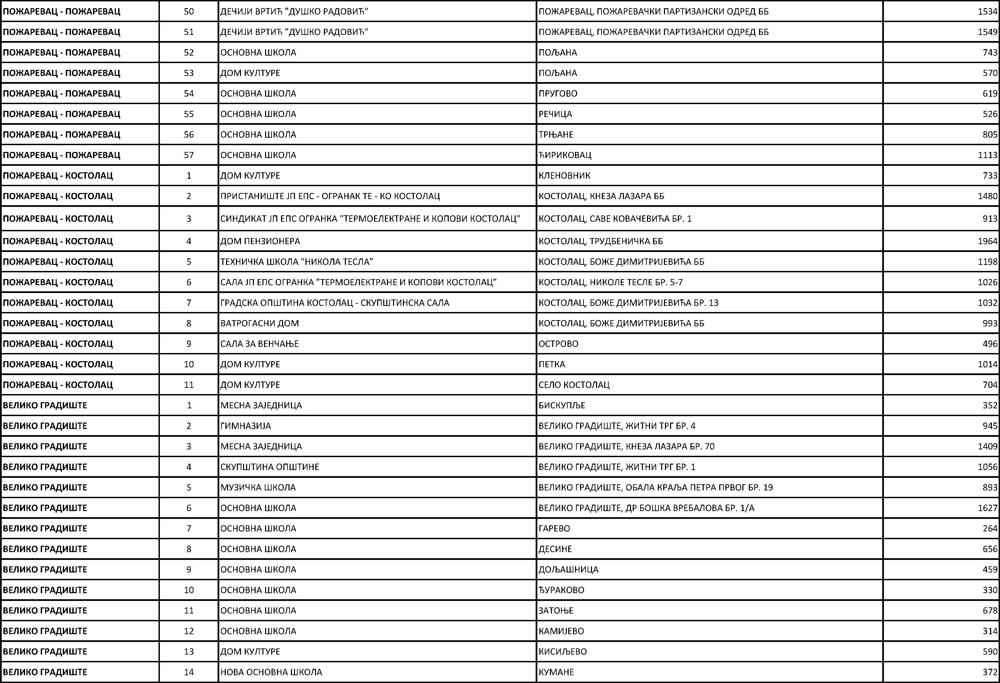 ПОЖАРЕВАЦ - ПОЖАРЕВАЦ 50 ДЕЧИЈИ ВРТИЋ "ДУШКО РАДОВИЋ" ПОЖАРЕВАЦ, ПОЖАРЕВАЧКИ ПАРТИЗАНСКИ ОДРЕД ББ 1534
ПОЖАРЕВАЦ - ПОЖАРЕВАЦ 51 ДЕЧИЈИ ВРТИЋ "ДУШКО РАДОВИЋ" ПОЖАРЕВАЦ, ПОЖАРЕВАЧКИ ПАРТИЗАНСКИ ОДРЕД ББ 1549
ПОЖАРЕВАЦ - ПОЖАРЕВАЦ 52 ОСНОВНА ШКОЛА ПОЉАНА 743
ПОЖАРЕВАЦ - ПОЖАРЕВАЦ 53 ДОМ КУЛТУРЕ ПОЉАНА 570
ПОЖАРЕВАЦ - ПОЖАРЕВАЦ 54 ОСНОВНА ШКОЛА ПРУГОВО 619
ПОЖАРЕВАЦ - ПОЖАРЕВАЦ 55 ОСНОВНА ШКОЛА РЕЧИЦА 526
ПОЖАРЕВАЦ - ПОЖАРЕВАЦ 56 ОСНОВНА ШКОЛА ТРЊАНЕ 805
ПОЖАРЕВАЦ - ПОЖАРЕВАЦ 57 ОСНОВНА ШКОЛА ЋИРИКОВАЦ 1113
ПОЖАРЕВАЦ - КОСТОЛАЦ 1 ДОМ КУЛТУРЕ КЛЕНОВНИК 733
ПОЖАРЕВАЦ - КОСТОЛАЦ 2 ПРИСТАНИШТЕ ЈП ЕПС - ОГРАНАК ТЕ - КО КОСТОЛАЦ КОСТОЛАЦ, КНЕЗА ЛАЗАРА ББ 1480
ПОЖАРЕВАЦ - КОСТОЛАЦ 3 СИНДИКАТ ЈП ЕПС ОГРАНКА "ТЕРМОЕЛЕКТРАНЕ И КОПОВИ КОСТОЛАЦ" КОСТОЛАЦ, САВЕ КОВАЧЕВИЋА БР. 1 913
ПОЖАРЕВАЦ - КОСТОЛАЦ 4 ДОМ ПЕНЗИОНЕРА КОСТОЛАЦ, ТРУДБЕНИЧКА ББ 1964
ПОЖАРЕВАЦ - КОСТОЛАЦ 5 ТЕХНИЧКА ШКОЛА "НИКОЛА ТЕСЛА" КОСТОЛАЦ, БОЖЕ ДИМИТРИЈЕВИЋА ББ 1198
ПОЖАРЕВАЦ - КОСТОЛАЦ 6 САЛА ЈП ЕПС ОГРАНКА "ТЕРМОЕЛЕКТРАНЕ И КОПОВИ КОСТОЛАЦ" КОСТОЛАЦ, НИКОЛЕ ТЕСЛЕ БР. 5-7 1026
ПОЖАРЕВАЦ - КОСТОЛАЦ 7 ГРАДСКА ОПШТИНА КОСТОЛАЦ - СКУПШТИНСКА САЛА КОСТОЛАЦ, БОЖЕ ДИМИТРИЈЕВИЋА БР. 13 1032
ПОЖАРЕВАЦ - КОСТОЛАЦ 8 ВАТРОГАСНИ ДОМ КОСТОЛАЦ, БОЖЕ ДИМИТРИЈЕВИЋА ББ 993
ПОЖАРЕВАЦ - КОСТОЛАЦ 9 САЛА ЗА ВЕНЧАЊЕ ОСТРОВО 496
ПОЖАРЕВАЦ - КОСТОЛАЦ 10 ДОМ КУЛТУРЕ ПЕТКА 1014
ПОЖАРЕВАЦ - КОСТОЛАЦ 11 ДОМ КУЛТУРЕ СЕЛО КОСТОЛАЦ 704
ВЕЛИКО ГРАДИШТЕ 1 МЕСНА ЗАЈЕДНИЦА БИСКУПЉЕ 352
ВЕЛИКО ГРАДИШТЕ 2 ГИМНАЗИЈА ВЕЛИКО ГРАДИШТЕ, ЖИТНИ ТРГ БР. 4 945
ВЕЛИКО ГРАДИШТЕ 3 МЕСНА ЗАЈЕДНИЦА ВЕЛИКО ГРАДИШТЕ, КНЕЗА ЛАЗАРА БР. 70 1409
ВЕЛИКО ГРАДИШТЕ 4 СКУПШТИНА ОПШТИНЕ ВЕЛИКО ГРАДИШТЕ, ЖИТНИ ТРГ БР. 1 1056
ВЕЛИКО ГРАДИШТЕ 5 МУЗИЧКА ШКОЛА ВЕЛИКО ГРАДИШТЕ, ОБАЛА КРАЉА ПЕТРА ПРВОГ БР. 19 893
ВЕЛИКО ГРАДИШТЕ 6 ОСНОВНА ШКОЛА ВЕЛИКО ГРАДИШТЕ, ДР БОШКА ВРЕБАЛОВА БР. 1/А 1627
ВЕЛИКО ГРАДИШТЕ 7 ОСНОВНА ШКОЛА ГАРЕВО 264
ВЕЛИКО ГРАДИШТЕ 8 ОСНОВНА ШКОЛА ДЕСИНЕ 656
ВЕЛИКО ГРАДИШТЕ 9 ОСНОВНА ШКОЛА ДОЉАШНИЦА 459
ВЕЛИКО ГРАДИШТЕ 10 ОСНОВНА ШКОЛА ЂУРАКОВО 330
ВЕЛИКО ГРАДИШТЕ 11 ОСНОВНА ШКОЛА ЗАТОЊЕ 678
ВЕЛИКО ГРАДИШТЕ 12 ОСНОВНА ШКОЛА КАМИЈЕВО 314
ВЕЛИКО ГРАДИШТЕ 13 ДОМ КУЛТУРЕ КИСИЉЕВО 590
ВЕЛИКО ГРАДИШТЕ 14 НОВА ОСНОВНА ШКОЛА КУМАНЕ 372